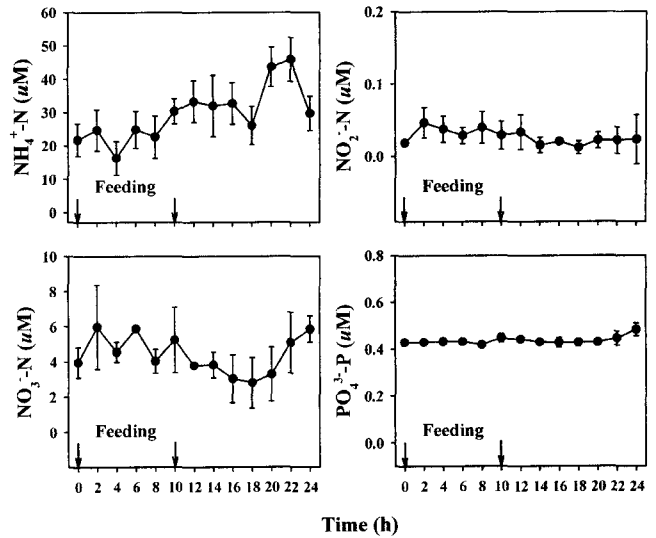 NH4+-N (uM)
60
50
40
30
20
10
0
Feeding
NO2--N (uM)
0.2
0.1
0.0
Feeding
NO3--N (uM)
10
8
6
4
2
0
Feeding
0 2 4 6 8 10 12 14 16 18 20 22 24
PO43--P (uM)
0.8
0.6
0.4
0.2
0.0
Feeding
0 2 4 6 8 10 12 14 16 18 20 22 24
Time (h)